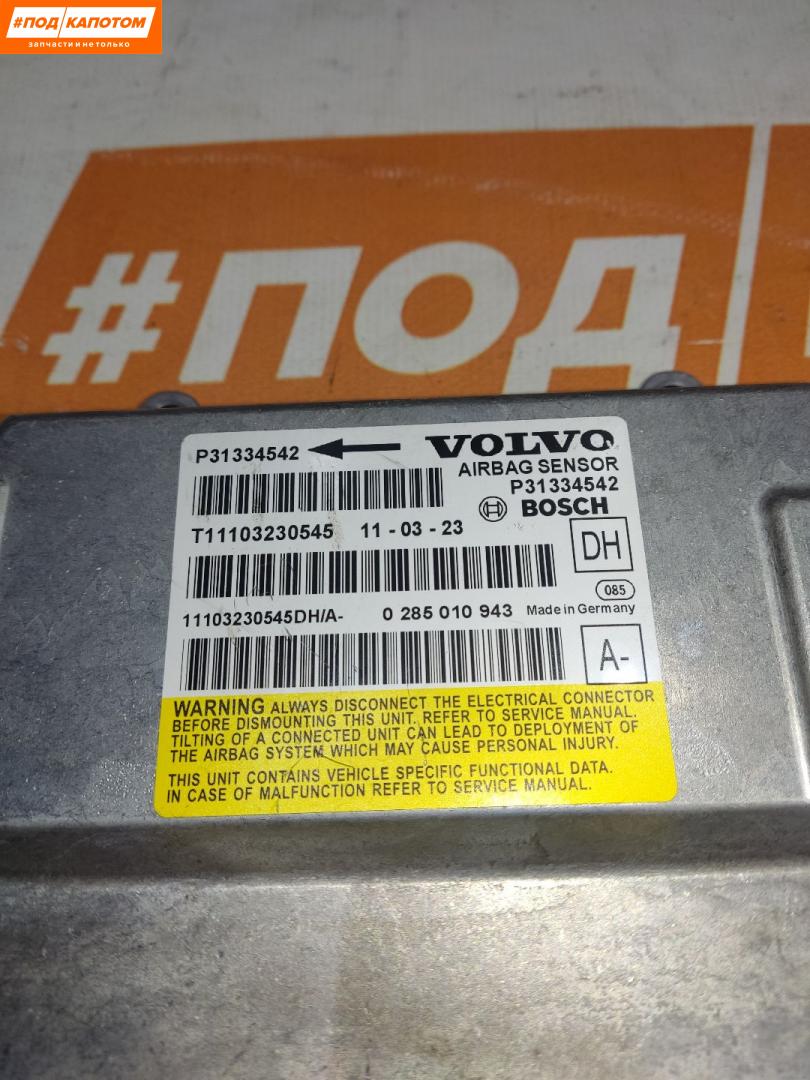 #ПОД КАПОТОМ
запчасти и не только
#ПОД
P31334542
VOLVO
AIRBAG SENSOR
P31334542
BOSCH
T11103230545 11-03-23
DH
085
11103230545DH/A- 0 285 010 943 Made in Germany
A-
WARNING ALWAYS DISCONNECT THE ELECTRICAL CONNECTOR
BEFORE DISMOUNTING THIS UNIT. REFER TO SERVICE MANUAL.
TILTING OF A CONNECTED UNIT CAN LEAD TO DEPLOYMENT OF
THE AIRBAG SYSTEM WHICH MAY CAUSE PERSONAL INJURY.
THIS UNIT CONTAINS VEHICLE SPECIFIC FUNCTIONAL DATA.
IN CASE OF MALFUNCTION REFER TO SERVICE MANUAL.